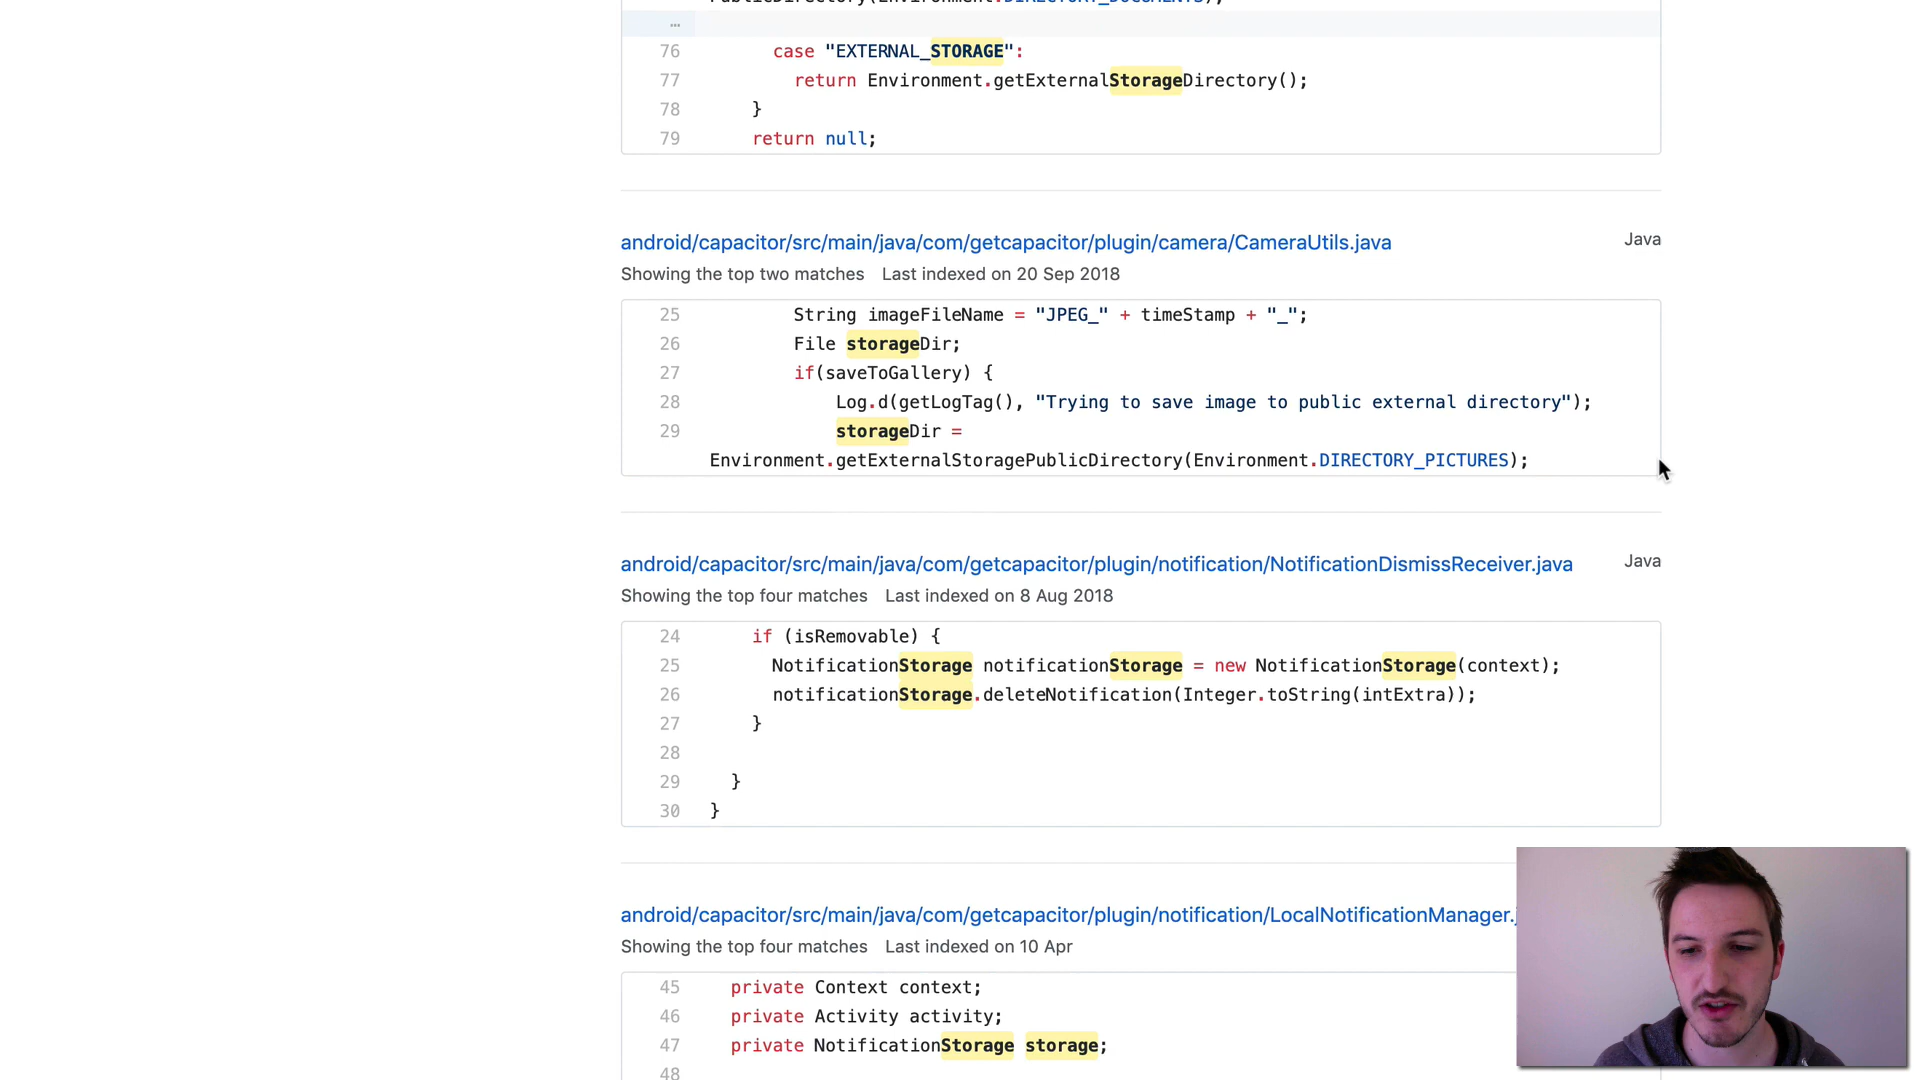 PublicDirectory(Environment.DIRECTORY_DOCUMENTS);
…
76 case "EXTERNAL_STORAGE":
77 return Environment.getExternalStorageDirectory();
78 }
79 return null;
android/capacitor/src/main/java/com/getcapacitor/plugin/camera/CameraUtils.java Java
Showing the top two matches Last indexed on 20 Sep 2018
25 String imageFileName = "JPEG_" + timeStamp + "_";
26 File storageDir;
27 if(saveToGallery) {
28 Log.d(getLogTag(), "Trying to save image to public external directory");
29 storageDir =
Environment.getExternalStoragePublicDirectory(Environment.DIRECTORY_PICTURES);
android/capacitor/src/main/java/com/getcapacitor/plugin/notification/NotificationDismissReceiver.java Java
Showing the top four matches Last indexed on 8 Aug 2018
24 if (isRemovable) {
25 NotificationStorage notificationStorage = new NotificationStorage(context);
26 notificationStorage.deleteNotification(Integer.toString(intExtra));
27 }
28
29 }
30 }
android/capacitor/src/main/java/com/getcapacitor/plugin/notification/LocalNotificationManager.j
Showing the top four matches Last indexed on 10 Apr
45 private Context context;
46 private Activity activity;
47 private NotificationStorage storage;
48